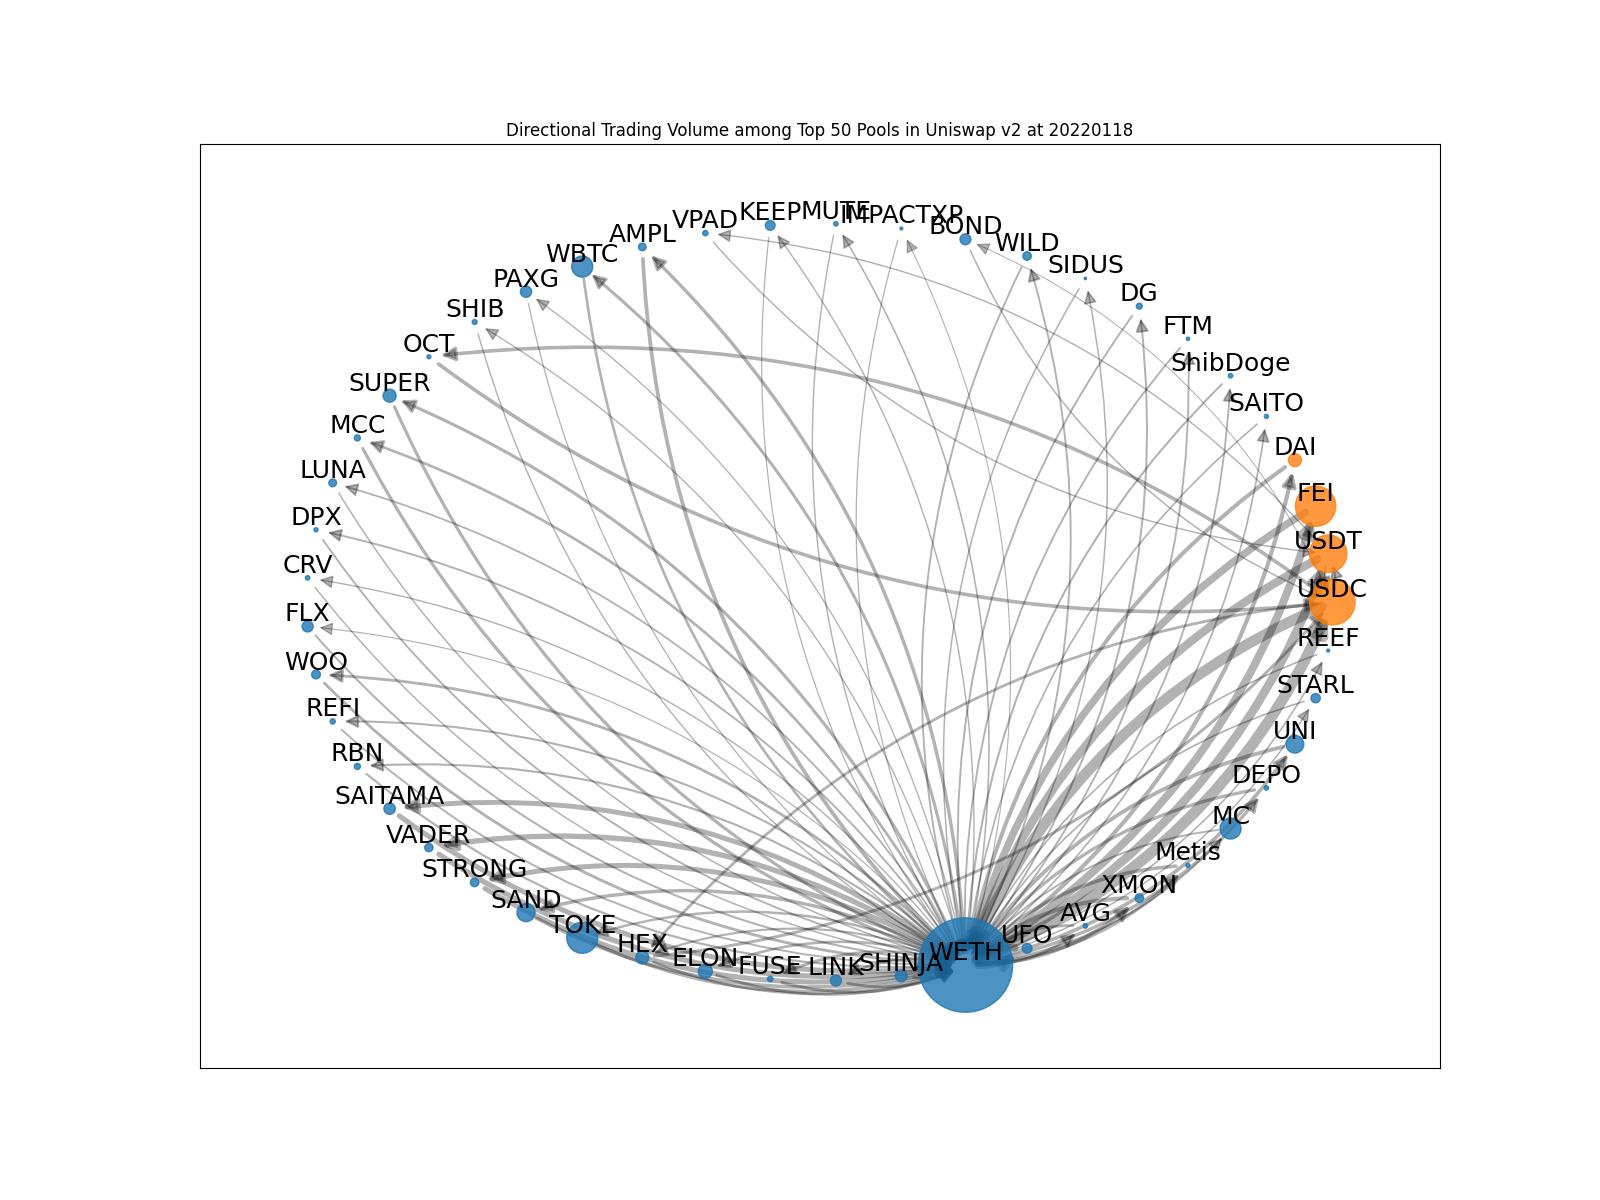 Directional Trading Volume among Top 50 Pools in Uniswap v2 at 20220118
KEEP
MUTE
IMPACTXP
VPAD
BOND
AMPL
WILD
WBTC
SIDUS
PAXG
DG
SHIB
FTM
OCT
ShibDoge
SUPER
SAITO
MCC
DAI
LUNA
FEI
DPX
USDT
CRV
USDC
FLX
REEF
WOO
STARL
REFI
UNI
RBN
DEPO
SAITAMA
MC
VADER
Metis
STRONG
XMON
SAND
AVG
TOKE
UFO
HEX
WETH
ELON
FUSE
LINK
SHINJA